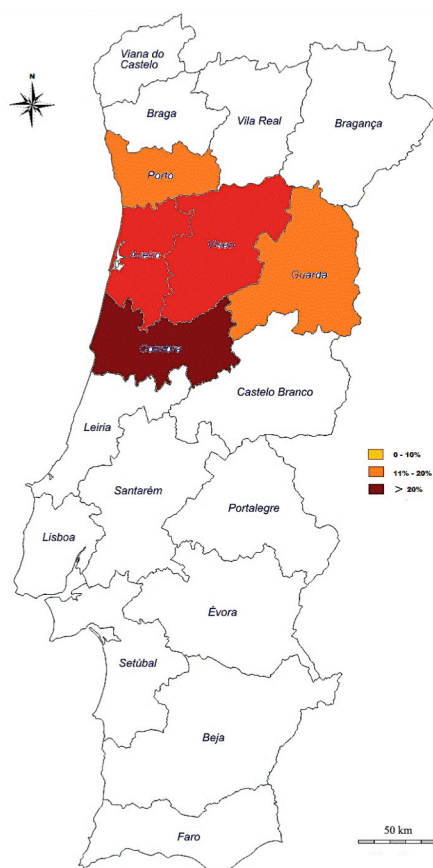 Viana do
Castelo
N
Braga
Vila Real
Bragança
Porto
Aveiro
Viseu
Guarda
Coimbra
Castelo Branco
Leiria
0 - 10%
11% - 20%
> 20%
Santarém
Portalegre
Lisboa
Évora
Setúbal
Beja
50 km
Faro